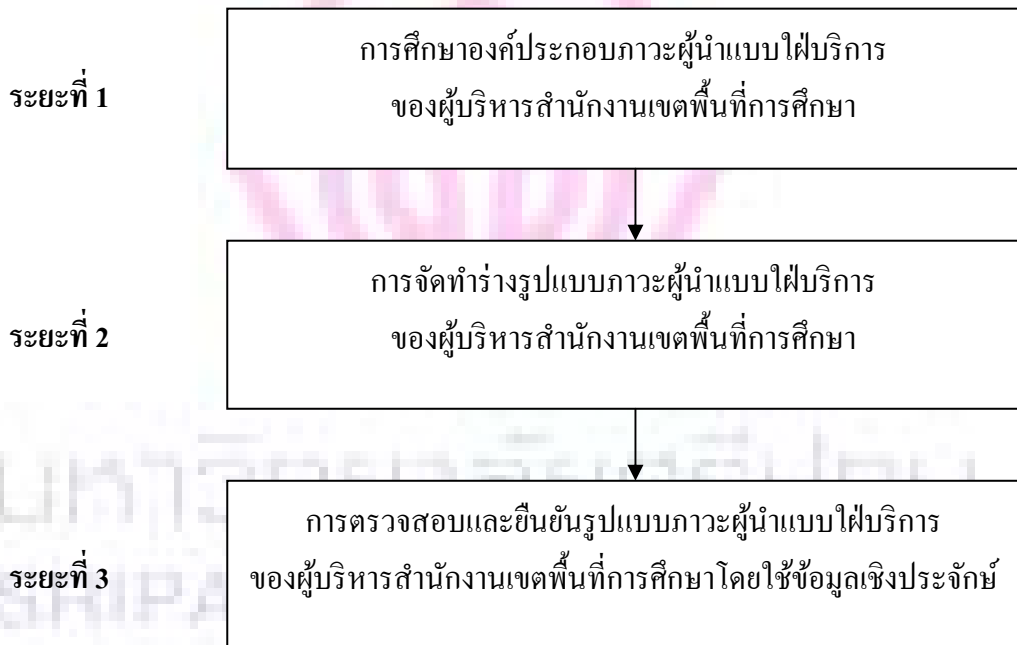 การศึกษาองค์ประกอบภาวะผู้นำแบบใฝ่บริการ
ระยะที่ 1
ของผู้บริหารสำนักงานเขตพื้นที่การศึกษา
การจัดทำร่างรูปแบบภาวะผู้นำแบบใฝ่บริการ
ระยะที่ 2
ของผู้บริหารสำนักงานเขตพื้นที่การศึกษา
การตรวจสอบและยืนยันรูปแบบภาวะผู้นำแบบใฝ่บริการ
ระยะที่ 3
ของผู้บริหารสำนักงานเขตพื้นที่การศึกษาโดยใช้ข้อมูลเชิงประจักษ์